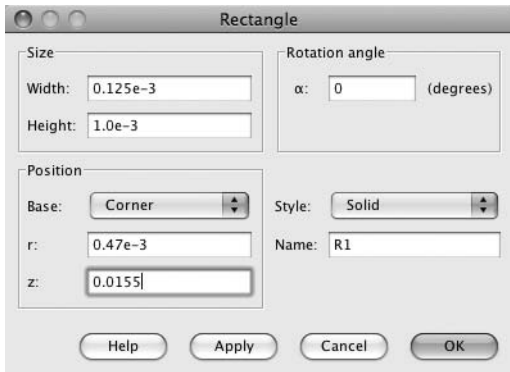 Rectangle
Size
Width: 0.125e-3
Height: 1.0e-3
Rotation angle
α: 0 (degrees)
Position
Base: Corner
r: 0.47e-3
z: 0.0155
Style: Solid
Name: R1
Help Apply Cancel OK